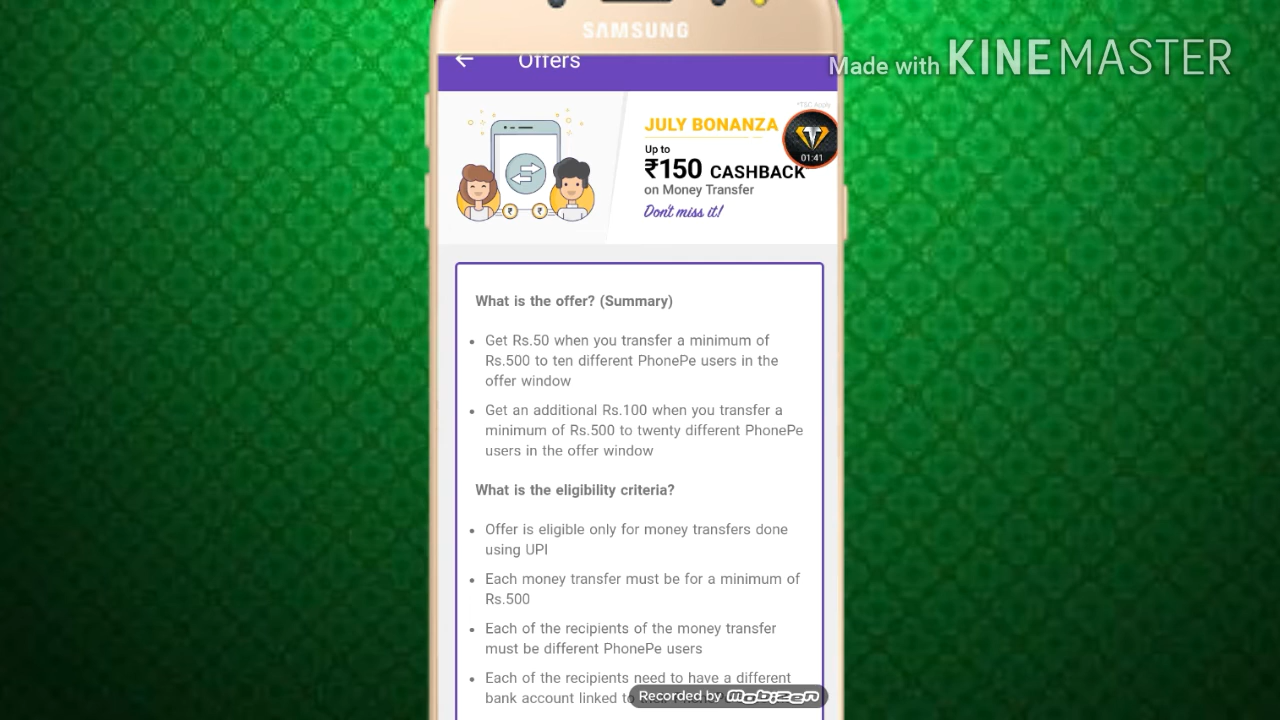 SAMSUNG
Made with KINEMASTER
Offers
*T&C Apply
JULY BONANZA
Up to
₹150 CASHBACK
on Money Transfer
Don't miss it!
01:41
What is the offer? (Summary)
• Get Rs.50 when you transfer a minimum of
Rs.500 to ten different PhonePe users in the
offer window
• Get an additional Rs.100 when you transfer a
minimum of Rs.500 to twenty different PhonePe
users in the offer window
What is the eligibility criteria?
• Offer is eligible only for money transfers done
using UPI
• Each money transfer must be for a minimum of
Rs.500
• Each of the recipients of the money transfer
must be different PhonePe users
• Each of the recipients need to have a different
bank account linked to
Recorded by Mobizen